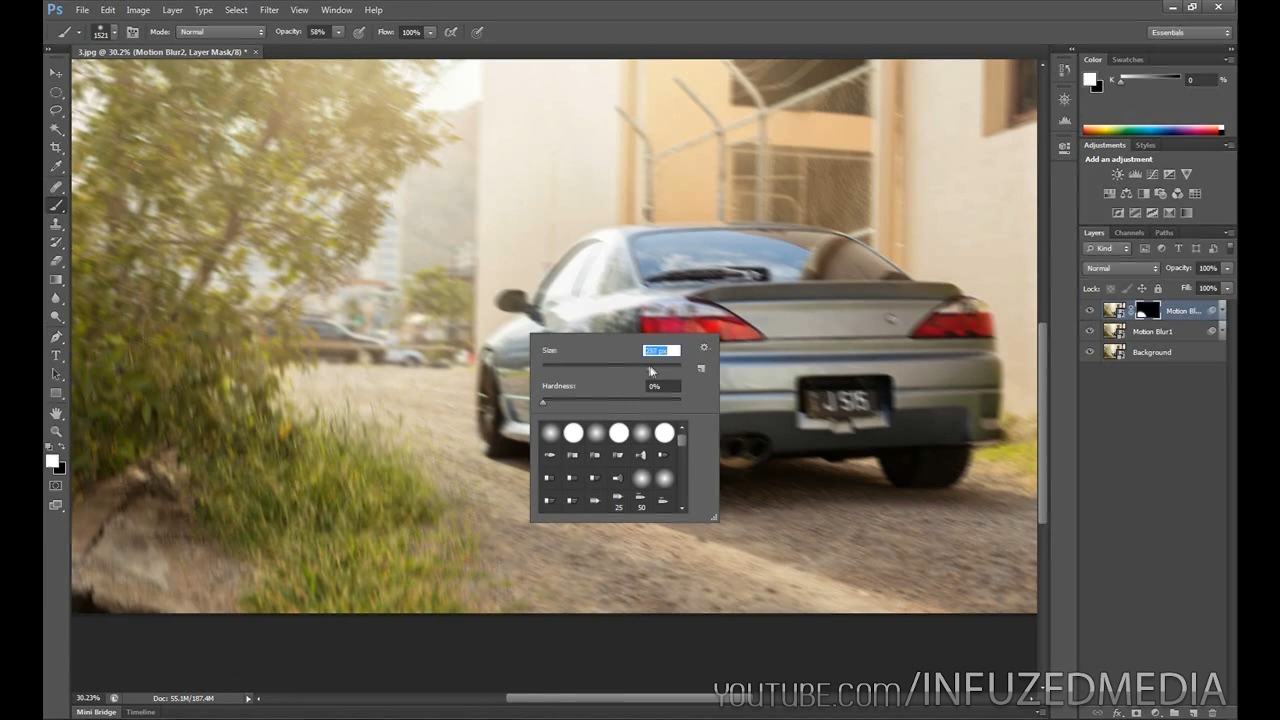 Ps File Edit Image Layer Type Select Filter View Window Help
1521 Mode: Normal Opacity: 58% Flow: 100% Essentials
3.jpg @ 30.2% (Motion Blur2, Layer Mask/8) * ×
Color Swatches
K 0 %
Adjustments Styles
Add an adjustment
Layers Channels Paths
Kind
Normal Opacity: 100%
Lock: Fill: 100%
Motion Bl...
Motion Blur1
Background
Size:
Hardness: 0%
25 50
J 515
30.23% Doc: 55.1M/187.4M
YOUTUBE.COM/INFUZEDMEDIA
Mini Bridge Timeline